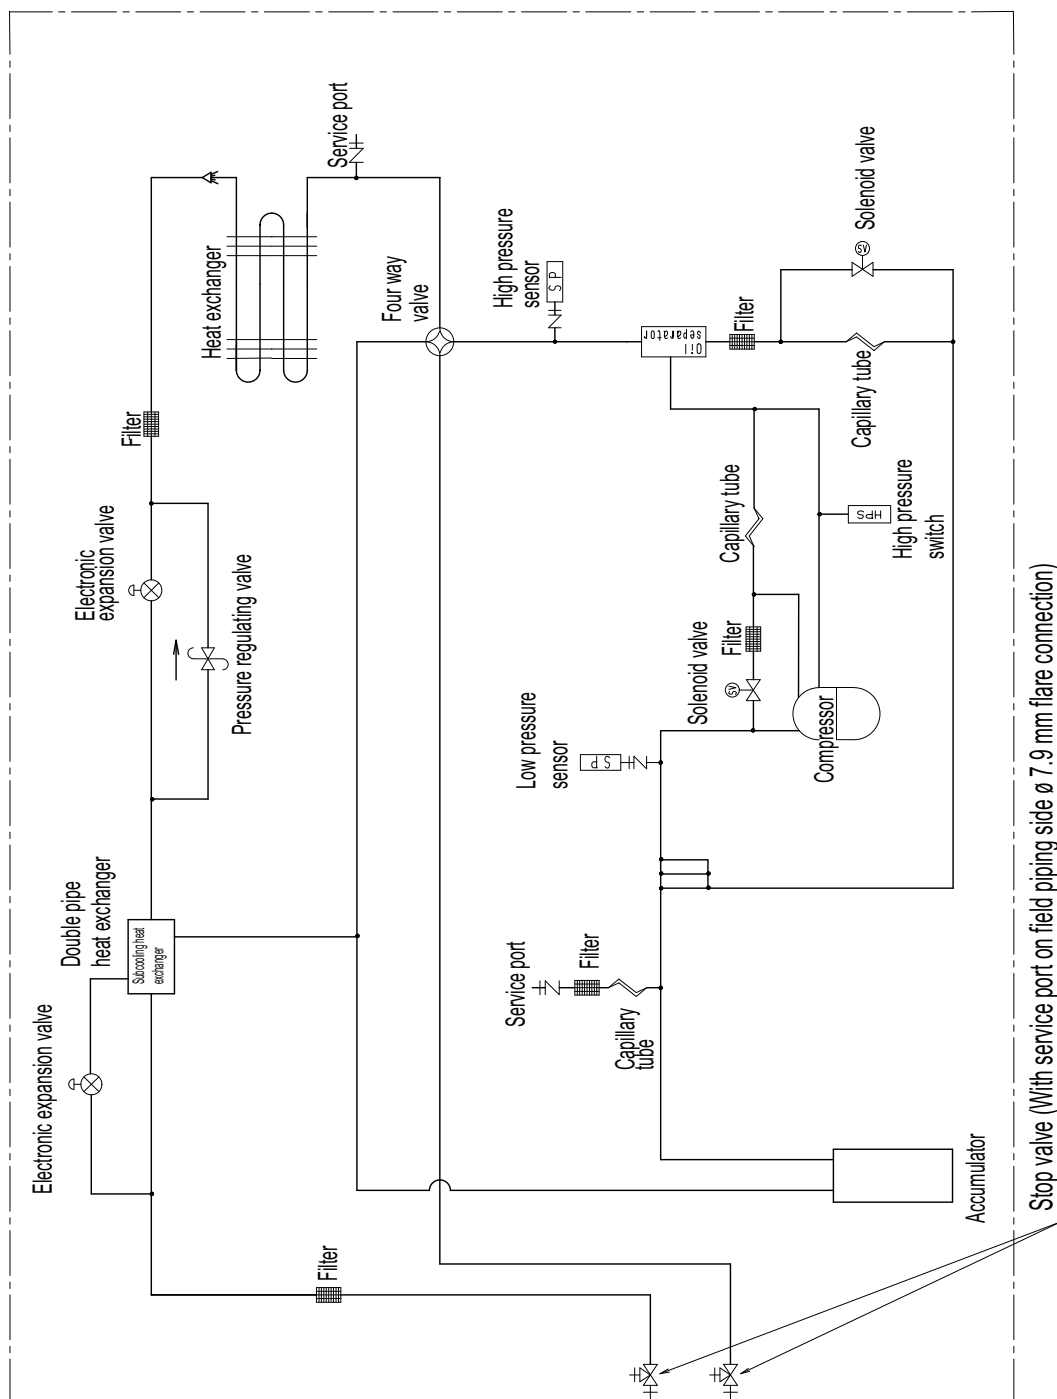 Service port
Heat exchanger
Four way
valve
High pressure
sensor
S P
Solenoid valve
SV
Filter
Oil
separator
Capillary tube
Filter
Electronic
expansion valve
Pressure regulating valve
Capillary tube
HPS
High pressure
switch
Solenoid valve
SV
Filter
Low pressure
sensor
S P
Compressor
Double pipe
heat exchanger
Subcooling heat
exchanger
Service port
Filter
Capillary
tube
Electronic expansion valve
Accumulator
Filter
Stop valve (With service port on field piping side ø 7.9 mm flare connection)